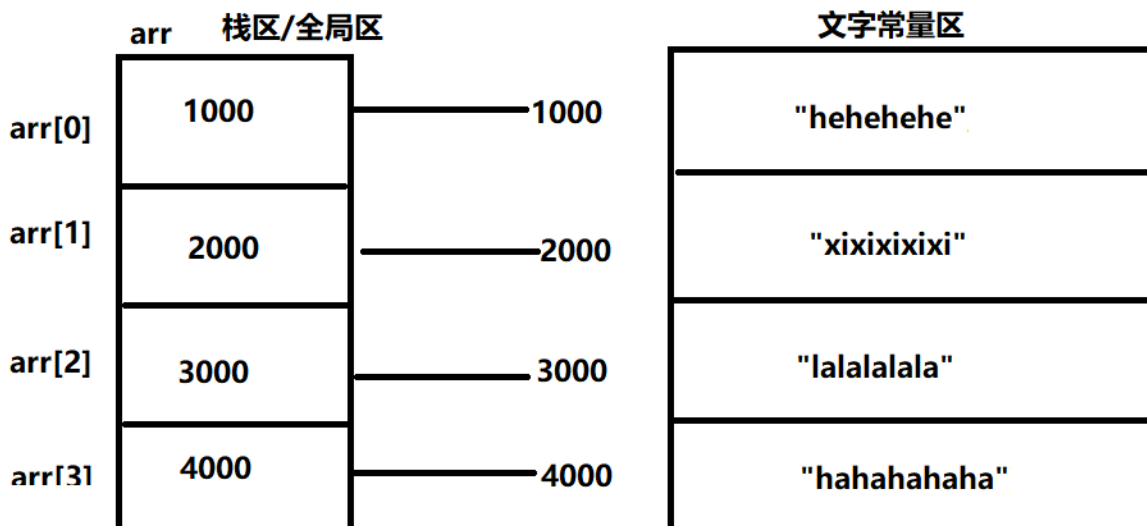 arr 栈区/全局区 文字常量区
arr[0] 1000 1000 "hehehehe"
arr[1] 2000 2000 "xixixixixi"
arr[2] 3000 3000 "lalalalala"
arr[3] 4000 4000 "hahahahaha"